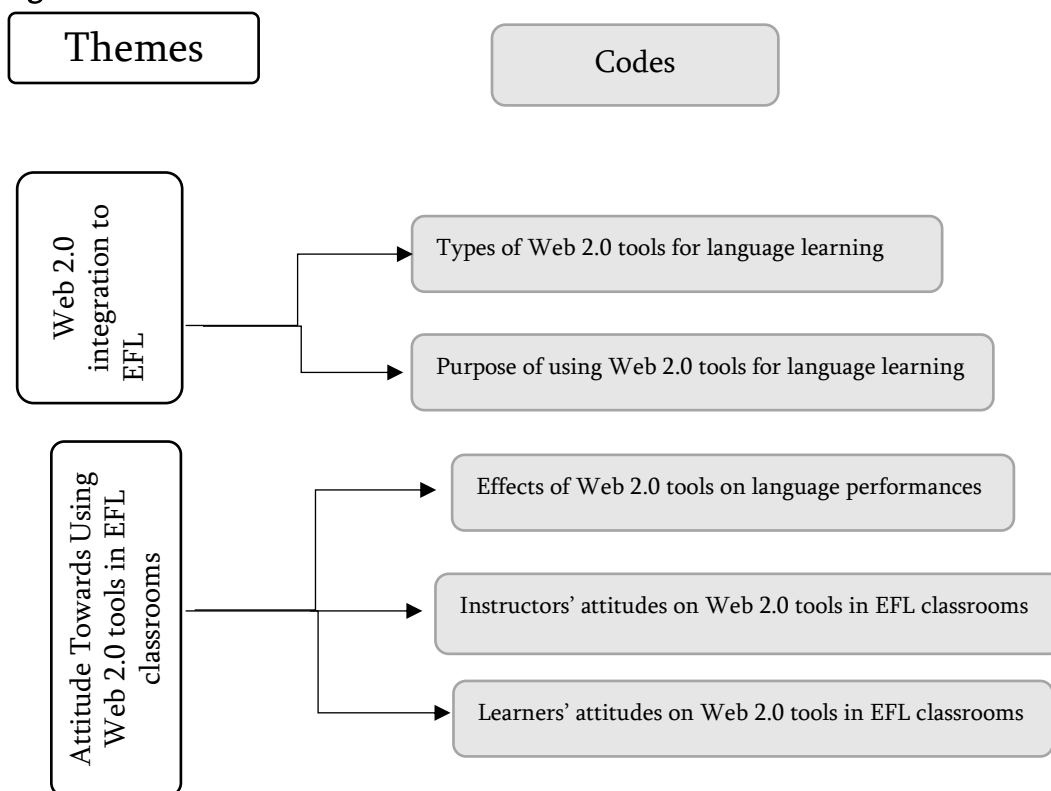 Themes
Codes
Web 2.0
integration to
EFL
Types of Web 2.0 tools for language learning
Purpose of using Web 2.0 tools for language learning
Attitude Towards Using
Web 2.0 tools in EFL
classrooms
Effects of Web 2.0 tools on language performances
Instructors’ attitudes on Web 2.0 tools in EFL classrooms
Learners’ attitudes on Web 2.0 tools in EFL classrooms